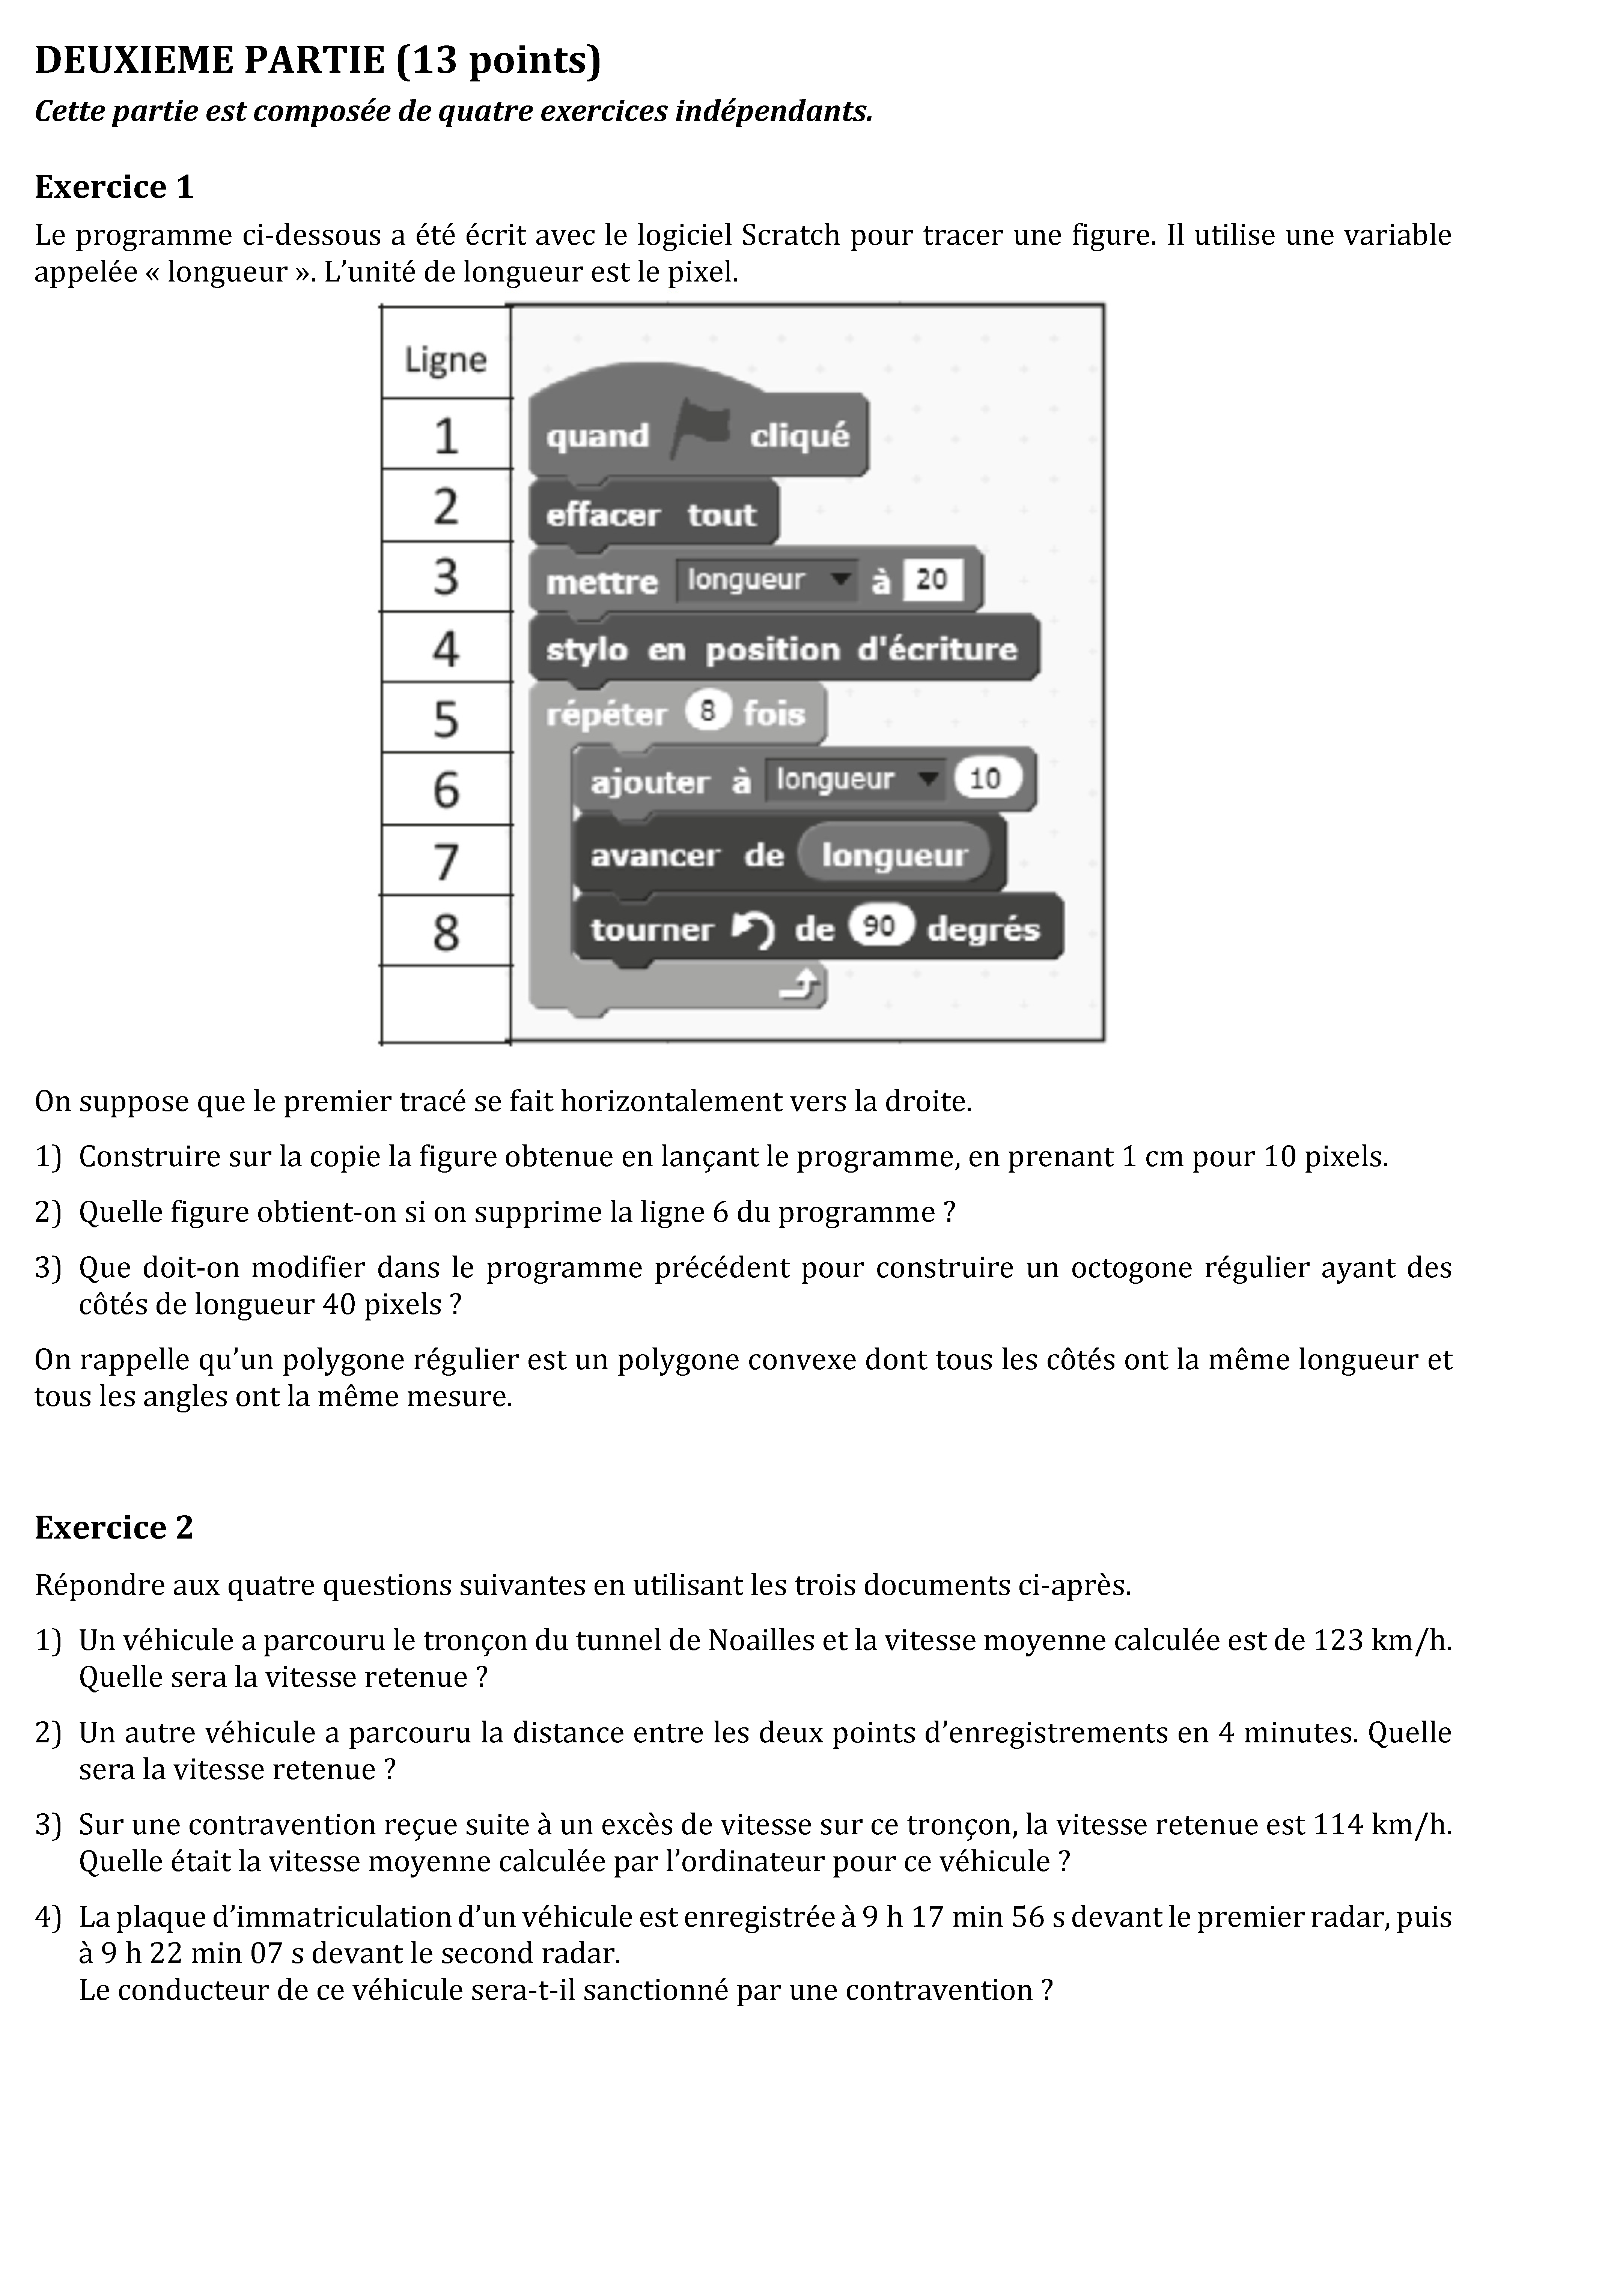 DEUXIEME PARTIE (13 points)
Cette partie est composée de quatre exercices indépendants.
Exercice 1
Le programme ci-dessous a été écrit avec le logiciel Scratch pour tracer une figure. Il utilise une variable
appelée « longueur ». L’unité de longueur est le pixel.
Ligne
1 quand cliqué
2 effacer tout
3 mettre longueur à 20
4 stylo en position d'écriture
5 répéter 8 fois
6 ajouter à longueur 10
7 avancer de longueur
8 tourner de 90 degrés
On suppose que le premier tracé se fait horizontalement vers la droite.
1) Construire sur la copie la figure obtenue en lançant le programme, en prenant 1 cm pour 10 pixels.
2) Quelle figure obtient-on si on supprime la ligne 6 du programme ?
3) Que doit-on modifier dans le programme précédent pour construire un octogone régulier ayant des
côtés de longueur 40 pixels ?
On rappelle qu’un polygone régulier est un polygone convexe dont tous les côtés ont la même longueur et
tous les angles ont la même mesure.
Exercice 2
Répondre aux quatre questions suivantes en utilisant les trois documents ci-après.
1) Un véhicule a parcouru le tronçon du tunnel de Noailles et la vitesse moyenne calculée est de 123 km/h.
Quelle sera la vitesse retenue ?
2) Un autre véhicule a parcouru la distance entre les deux points d’enregistrements en 4 minutes. Quelle
sera la vitesse retenue ?
3) Sur une contravention reçue suite à un excès de vitesse sur ce tronçon, la vitesse retenue est 114 km/h.
Quelle était la vitesse moyenne calculée par l’ordinateur pour ce véhicule ?
4) La plaque d’immatriculation d’un véhicule est enregistrée à 9 h 17 min 56 s devant le premier radar, puis
à 9 h 22 min 07 s devant le second radar.
Le conducteur de ce véhicule sera-t-il sanctionné par une contravention ?